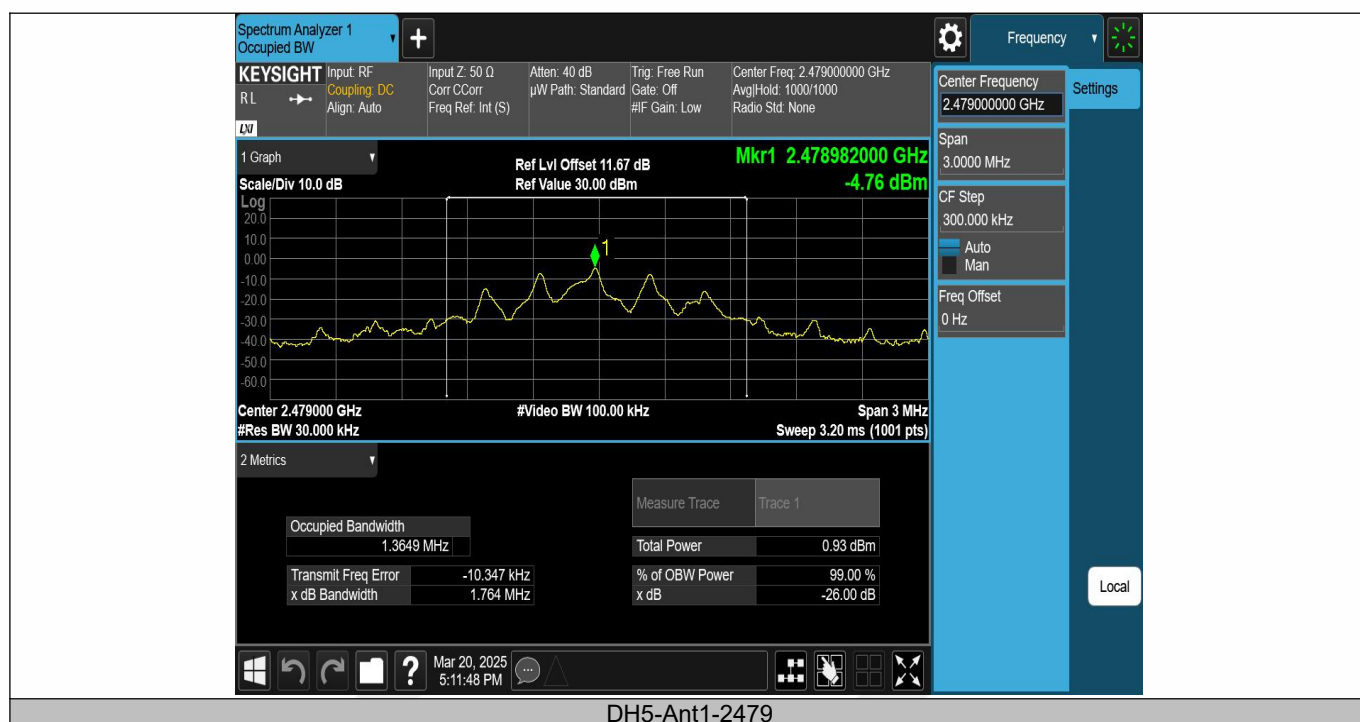 Spectrum Analyzer 1
Occupied BW
Frequency
KEYSIGHT
RL
LXI
Input: RF
Coupling: DC
Align: Auto
Input Z: 50 Ω
Corr CCorr
Freq Ref: Int (S)
Atten: 40 dB
µW Path: Standard
Trig: Free Run
Gate: Off
#IF Gain: Low
Center Freq: 2.479000000 GHz
Avg|Hold: 1000/1000
Radio Std: None
Center Frequency
2.479000000 GHz
Settings
Span
3.0000 MHz
CF Step
300.000 kHz
Auto
Man
Freq Offset
0 Hz
Local
1 Graph
Scale/Div 10.0 dB
Ref Lvl Offset 11.67 dB
Ref Value 30.00 dBm
Mkr1 2.478982000 GHz
-4.76 dBm
Log
20.0
10.0
0.00
-10.0
-20.0
-30.0
-40.0
-50.0
-60.0
1
Center 2.479000 GHz
#Video BW 100.00 kHz
Span 3 MHz
#Res BW 30.000 kHz
Sweep 3.20 ms (1001 pts)
2 Metrics
Measure Trace
Trace 1
Occupied Bandwidth
1.3649 MHz
Total Power
0.93 dBm
Transmit Freq Error
-10.347 kHz
% of OBW Power
99.00 %
x dB Bandwidth
1.764 MHz
x dB
-26.00 dB
?
Mar 20, 2025
5:11:48 PM
DH5-Ant1-2479